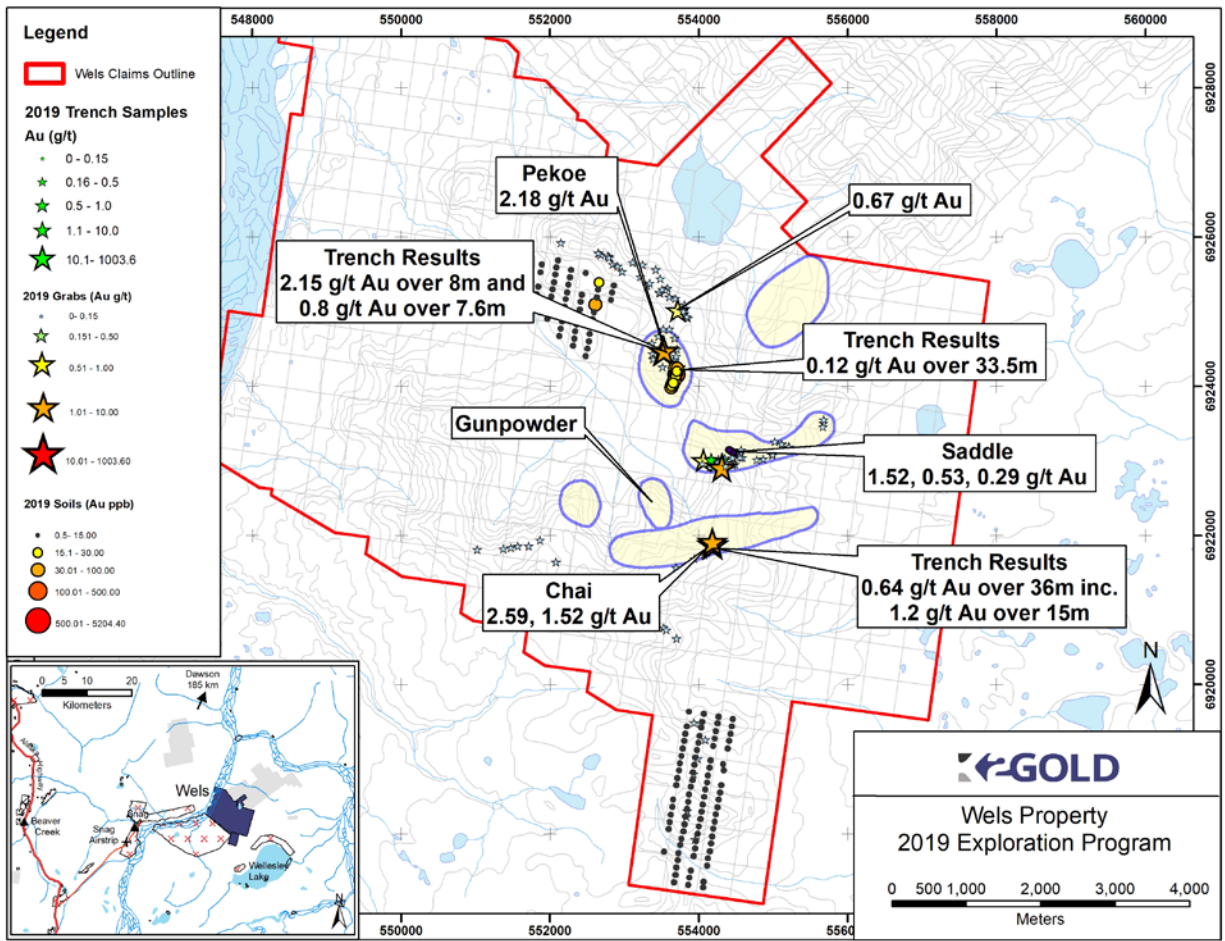 548000
550000
552000
554000
556000
558000
560000
Legend
Wels Claims Outline
2019 Trench Samples
Au (g/t)
0 - 0.15
0.16 - 0.5
0.5 - 1.0
1.1 - 10.0
10.1- 1003.6
2019 Grabs (Au g/t)
0- 0.15
0.151 - 0.50
0.51 - 1.00
1.01 - 10.00
10.01 - 1003.60
2019 Soils (Au ppb)
0.5- 15.00
15.1 - 30.00
30.01 - 100.00
100.01 - 500.00
500.01 - 5204.40
6928000
6926000
6924000
6922000
6920000
Pekoe
2.18 g/t Au
0.67 g/t Au
Trench Results
2.15 g/t Au over 8m and
0.8 g/t Au over 7.6m
Trench Results
0.12 g/t Au over 33.5m
Gunpowder
Saddle
1.52, 0.53, 0.29 g/t Au
Chai
2.59, 1.52 g/t Au
Trench Results
0.64 g/t Au over 36m inc.
1.2 g/t Au over 15m
N
0 5 10 20
Kilometers
Dawson
185 km
Wels
Highway
Beaver
Creek
Snag
Snag
Airstrip
Wellesley
Lake
N
K2GOLD
Wels Property
2019 Exploration Program
0 500 1,000 2,000 3,000 4,000
Meters
550000
552000
554000